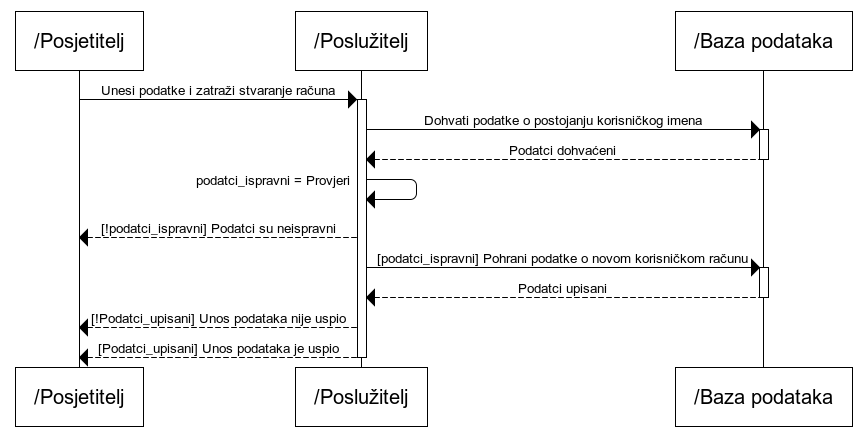 /Posjetitelj
/Poslužitelj
/Baza podataka
Unesi podatke i zatraži stvaranje računa
Dohvati podatke o postojanju korisničkog imena
Podatci dohvaćeni
podatci_ispravni = Provjeri
[!podatci_ispravni] Podatci su neispravni
[podatci_ispravni] Pohrani podatke o novom korisničkom računu
Podatci upisani
[!Podatci_upisani] Unos podataka nije uspio
[Podatci_upisani] Unos podataka je uspio
/Posjetitelj
/Poslužitelj
/Baza podataka